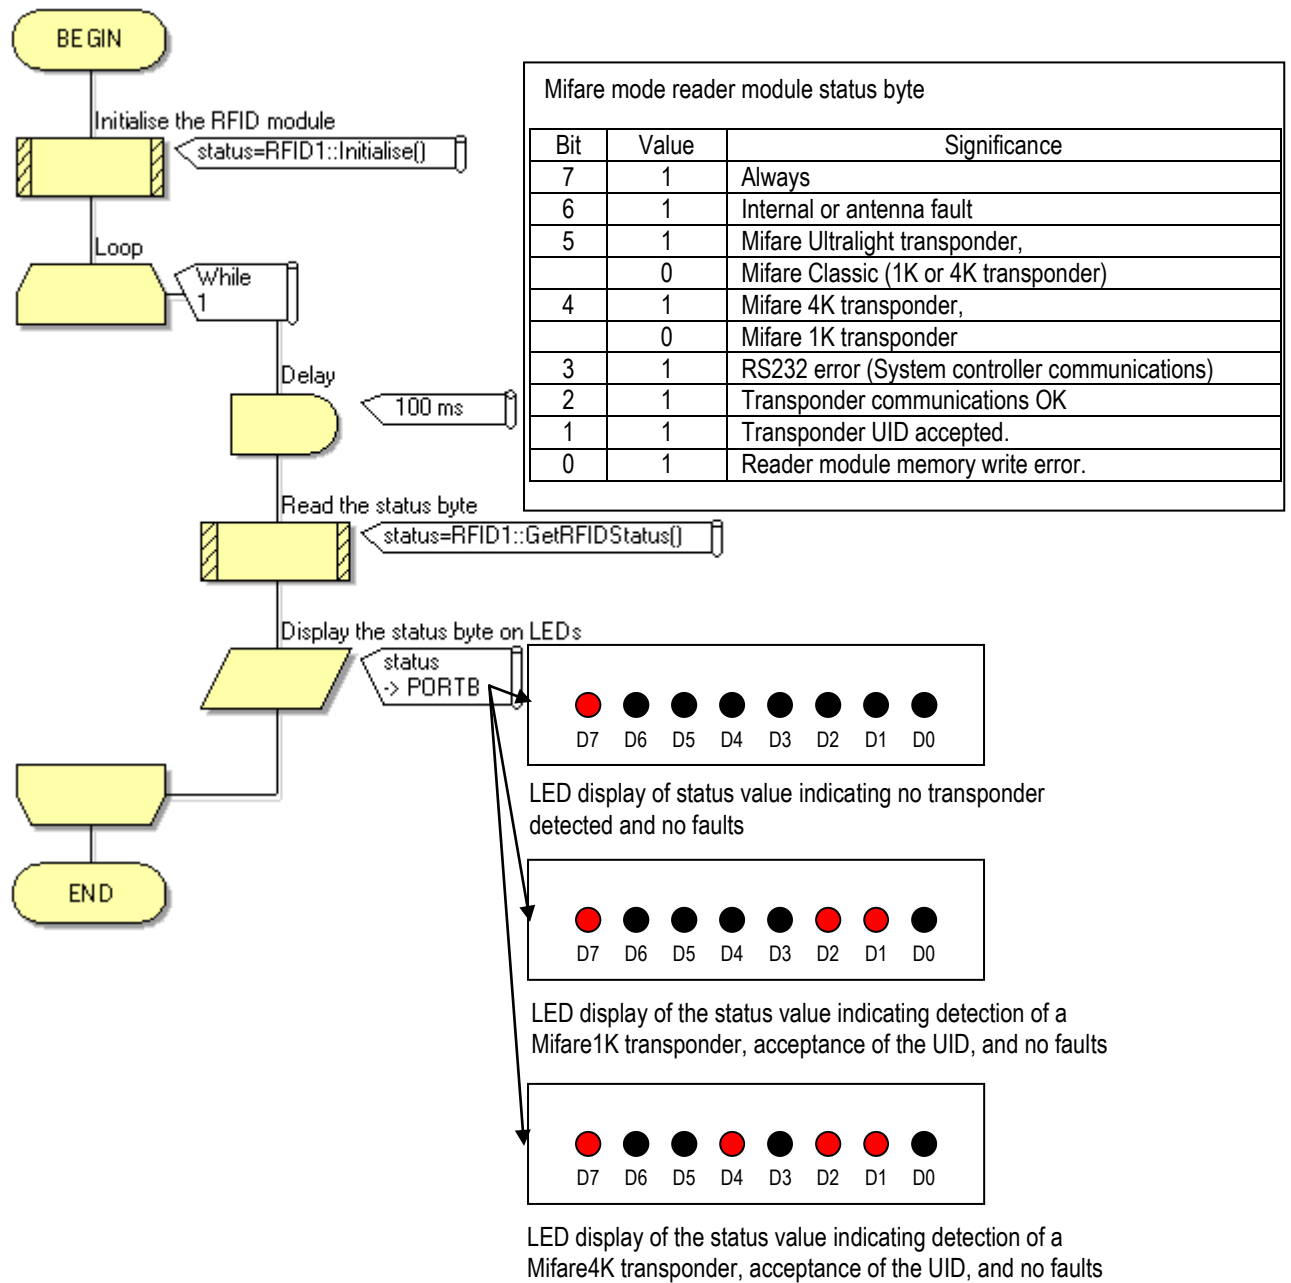 BEGIN
Initialise the RFID module
status=RFID1::Initialise()
Loop
While
1
Delay
100 ms
Read the status byte
status=RFID1::GetRFIDStatus()
Display the status byte on LEDs
status
-> PORTB
END
Mifare mode reader module status byte
Bit Value Significance
7 1 Always
6 1 Internal or antenna fault
5 1 Mifare Ultralight transponder,
0 Mifare Classic (1K or 4K transponder)
4 1 Mifare 4K transponder,
0 Mifare 1K transponder
3 1 RS232 error (System controller communications)
2 1 Transponder communications OK
1 1 Transponder UID accepted.
0 1 Reader module memory write error.
D7 D6 D5 D4 D3 D2 D1 D0
LED display of status value indicating no transponder
detected and no faults
D7 D6 D5 D4 D3 D2 D1 D0
LED display of the status value indicating detection of a
Mifare1K transponder, acceptance of the UID, and no faults
D7 D6 D5 D4 D3 D2 D1 D0
LED display of the status value indicating detection of a
Mifare4K transponder, acceptance of the UID, and no faults